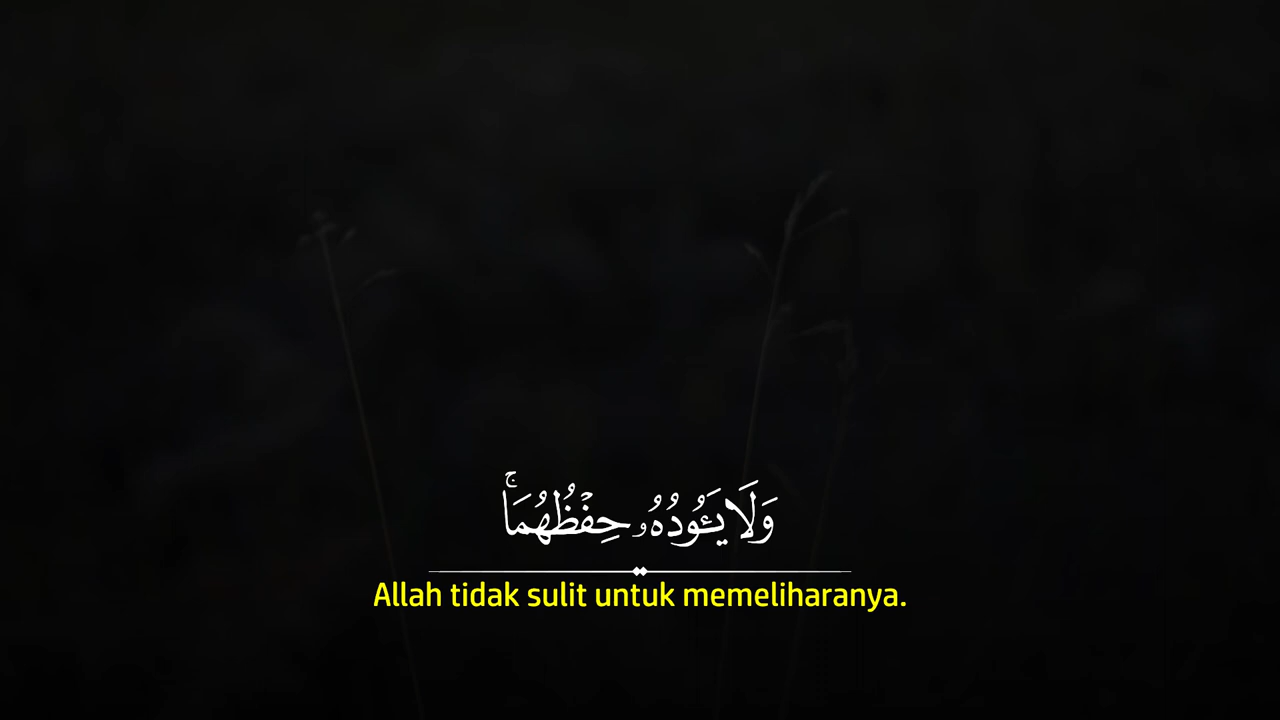 وَلَا يَـُٔودُهُۥ حِفْظُهُمَا ۚ
Allah tidak sulit untuk memeliharanya.